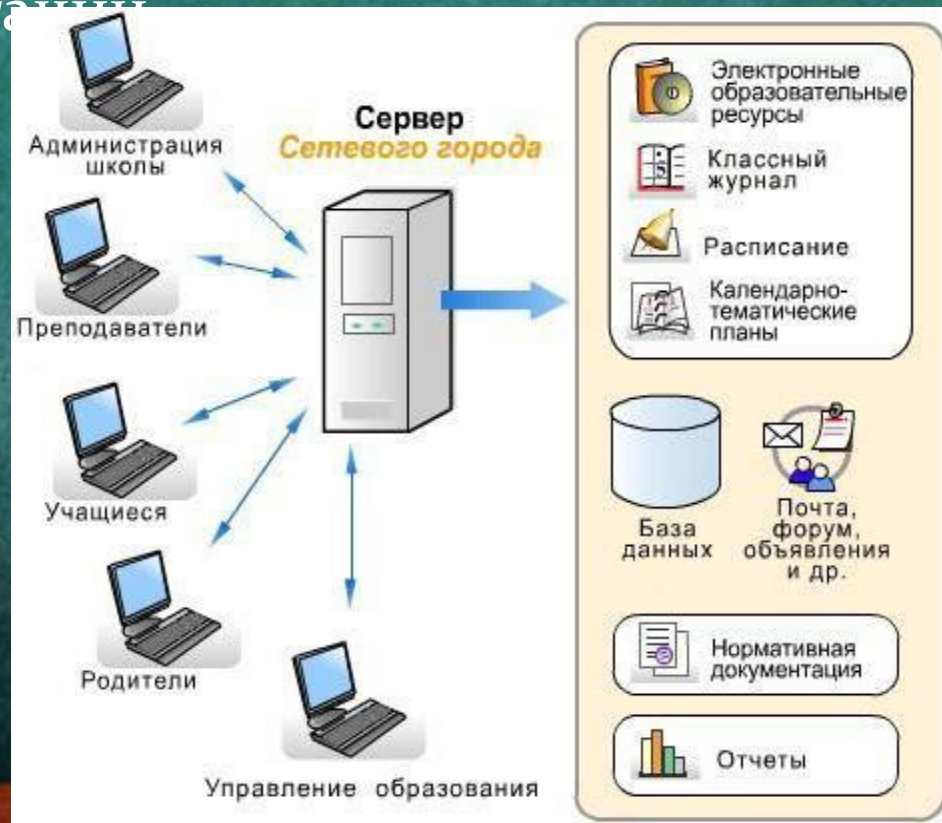 Администрация
школы
Преподаватели
Учащиеся
Родители
Управление образования
Сервер
Сетевого города
Электронные
образовательные
ресурсы
Классный
журнал
Расписание
Календарно-
тематические
планы
База
данных
Почта,
форум,
объявления
и др.
Нормативная
документация
Отчеты